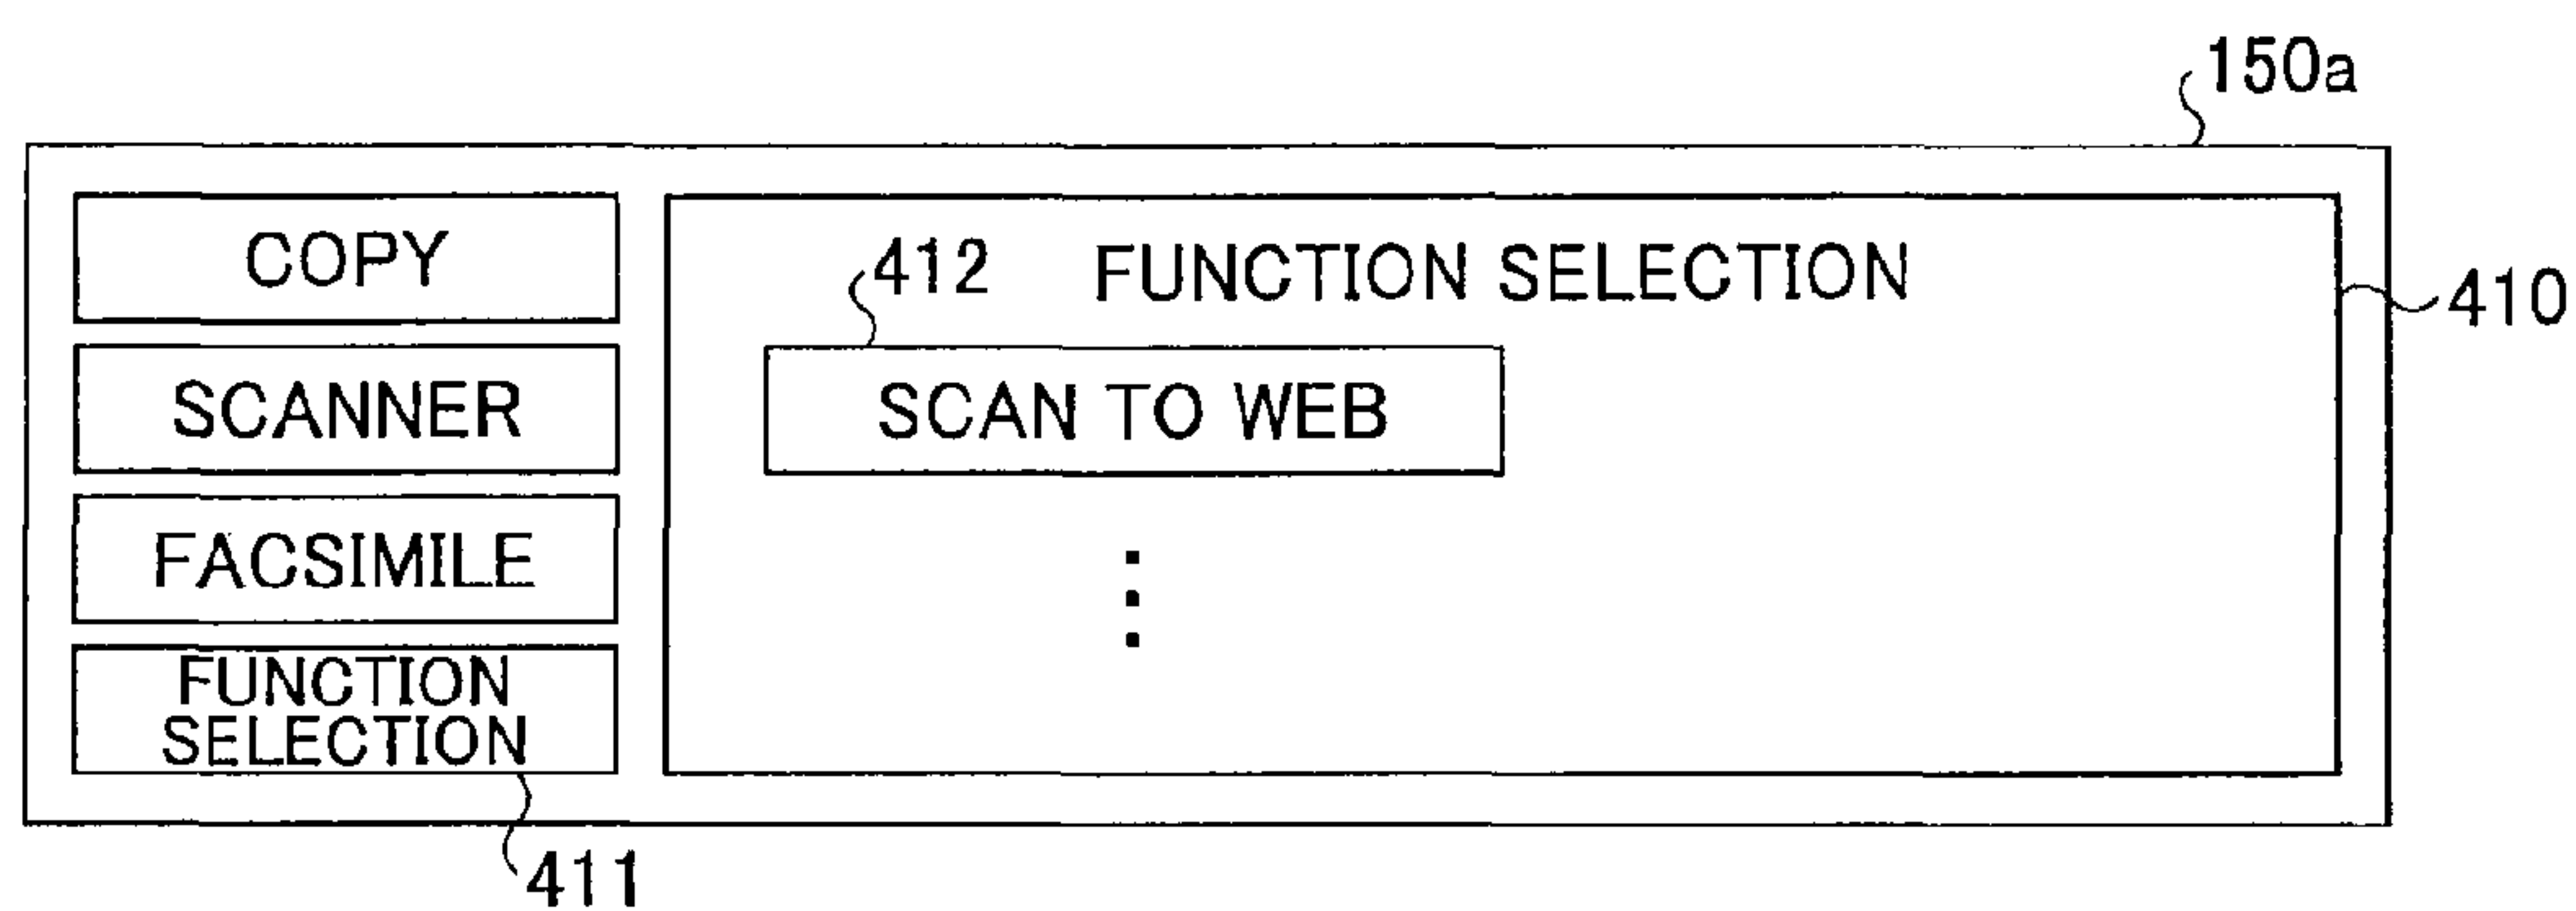 150a
COPY
SCANNER
FACSIMILE
FUNCTION
SELECTION
411
412
FUNCTION SELECTION
SCAN TO WEB
410